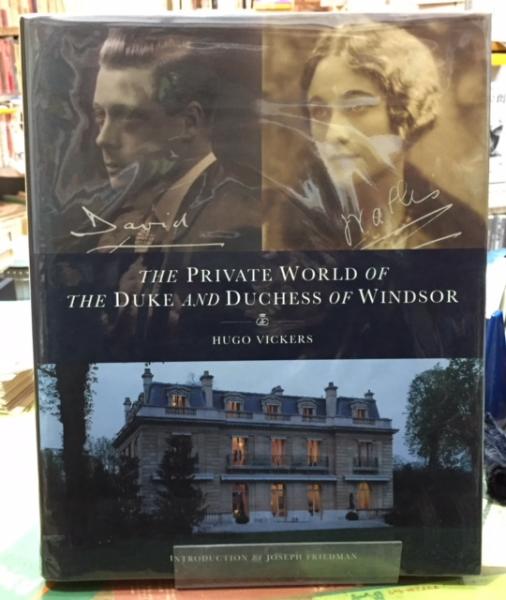 David
Wallis
THE PRIVATE WORLD OF
THE DUKE AND DUCHESS OF WINDSOR
HUGO VICKERS
INTRODUCTION BY JOSEPH FRIEDMAN